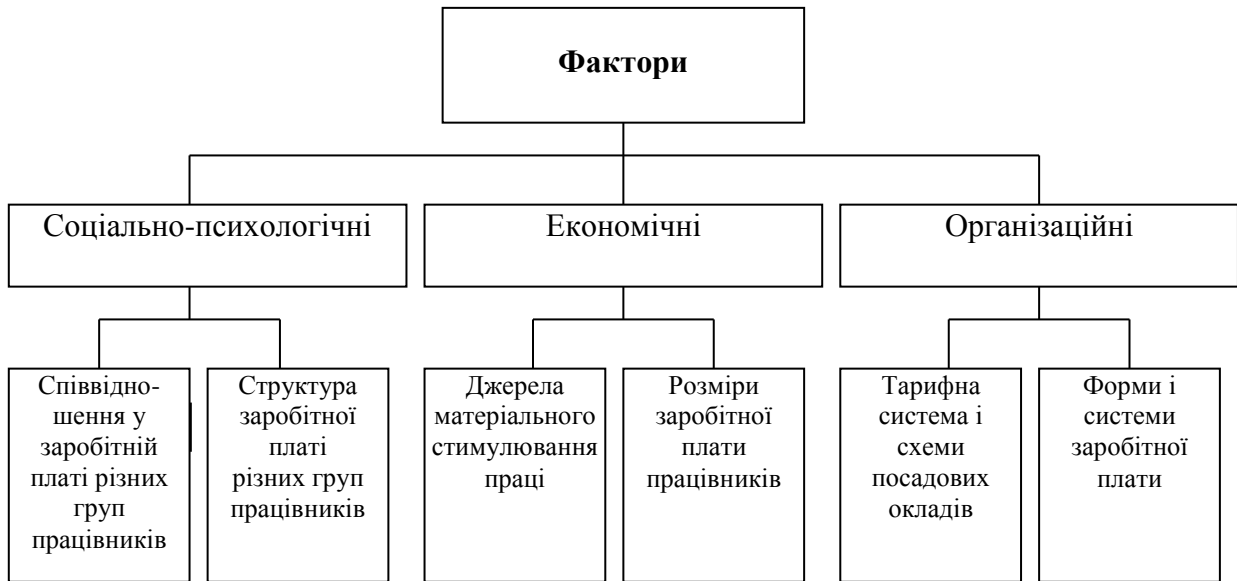 Фактори
Соціально-психологічні
Економічні
Організаційні
Співвідно-
шення у
заробітній
платі різних
груп
працівників
Структура
заробітної
платі
різних груп
працівників
Джерела
матеріального
стимулювання
праці
Розміри
заробітної
плати
працівників
Тарифна
система і
схеми
посадових
окладів
Форми і
системи
заробітної
плати